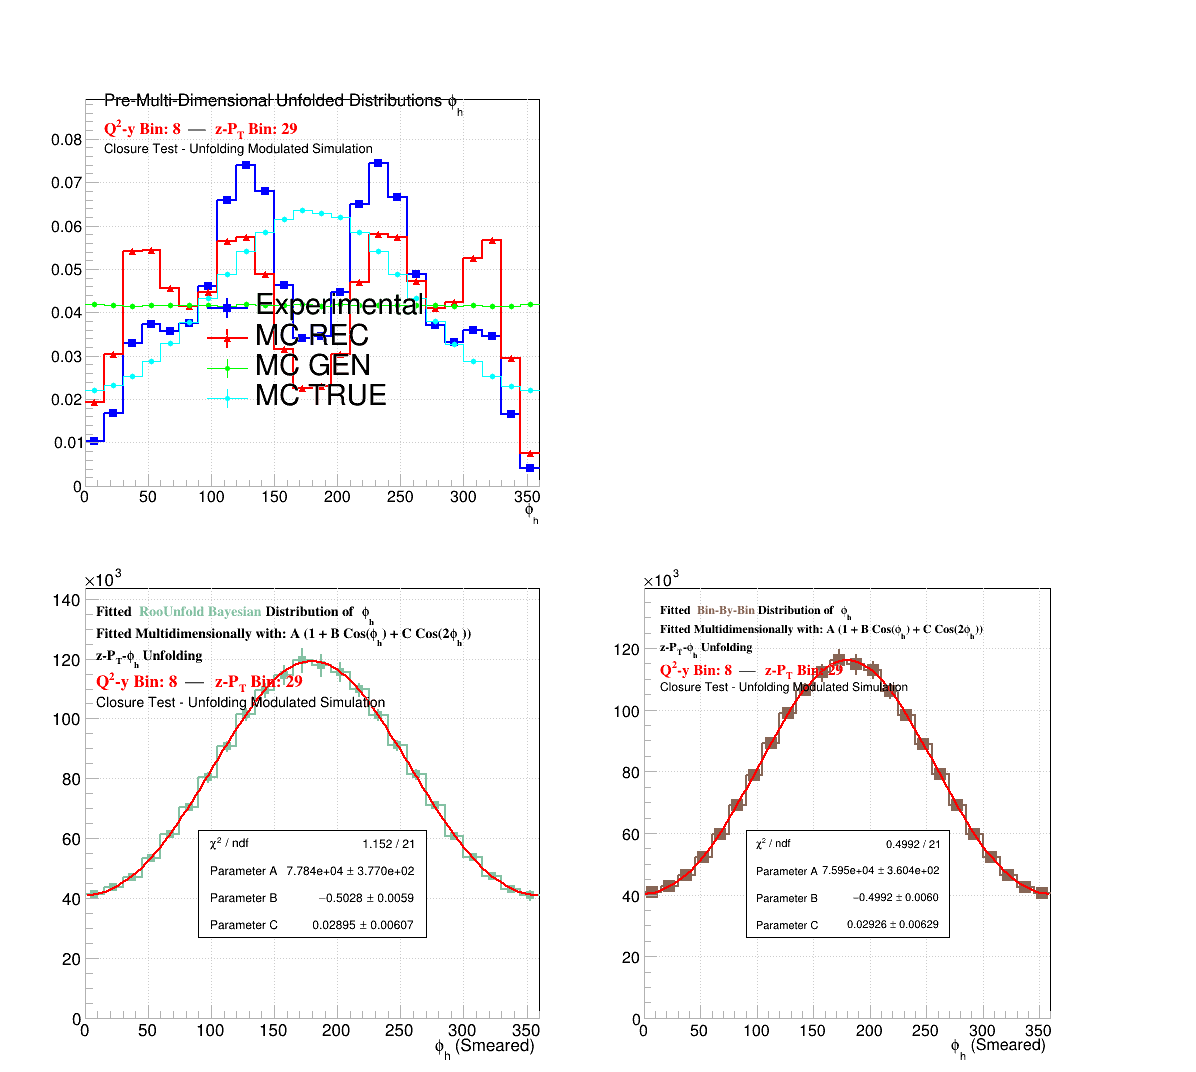 Pre-Multi-Dimensional Unfolded Distributions ϕh
Q²-y Bin: 8 — z-PT Bin: 29
Closure Test - Unfolding Modulated Simulation
0.08
0.07
0.06
0.05
0.04
0.03
0.02
0.01
0
Experimental
MC REC
MC GEN
MC TRUE
0 50 100 150 200 250 300 350
ϕh
×10³
Fitted RooUnfold Bayesian Distribution of ϕh
Fitted Multidimensionally with: A (1 + B Cos(ϕh) + C Cos(2ϕh))
z-PT-ϕh Unfolding
Q²-y Bin: 8 — z-PT Bin: 29
Closure Test - Unfolding Modulated Simulation
140
120
100
80
60
40
20
0
χ² / ndf 1.152 / 21
Parameter A 7.784e+04 ± 3.770e+02
Parameter B −0.5028 ± 0.0059
Parameter C 0.02895 ± 0.00607
0 50 100 150 200 250 300 350
ϕh (Smeared)
×10³
Fitted Bin-By-Bin Distribution of ϕh
Fitted Multidimensionally with: A (1 + B Cos(ϕh) + C Cos(2ϕh))
z-PT-ϕh Unfolding
Q²-y Bin: 8 — z-PT Bin: 29
Closure Test - Unfolding Modulated Simulation
120
100
80
60
40
20
0
χ² / ndf 0.4992 / 21
Parameter A 7.595e+04 ± 3.604e+02
Parameter B −0.4992 ± 0.0060
Parameter C 0.02926 ± 0.00629
0 50 100 150 200 250 300 350
ϕh (Smeared)